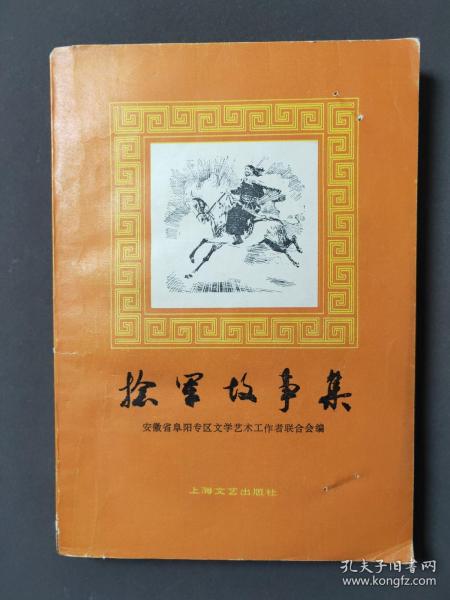 捻军故事集
安徽省阜阳专区文学艺术工作者联合会编
上海文艺出版社
孔夫子旧书网
www.kongfz.com